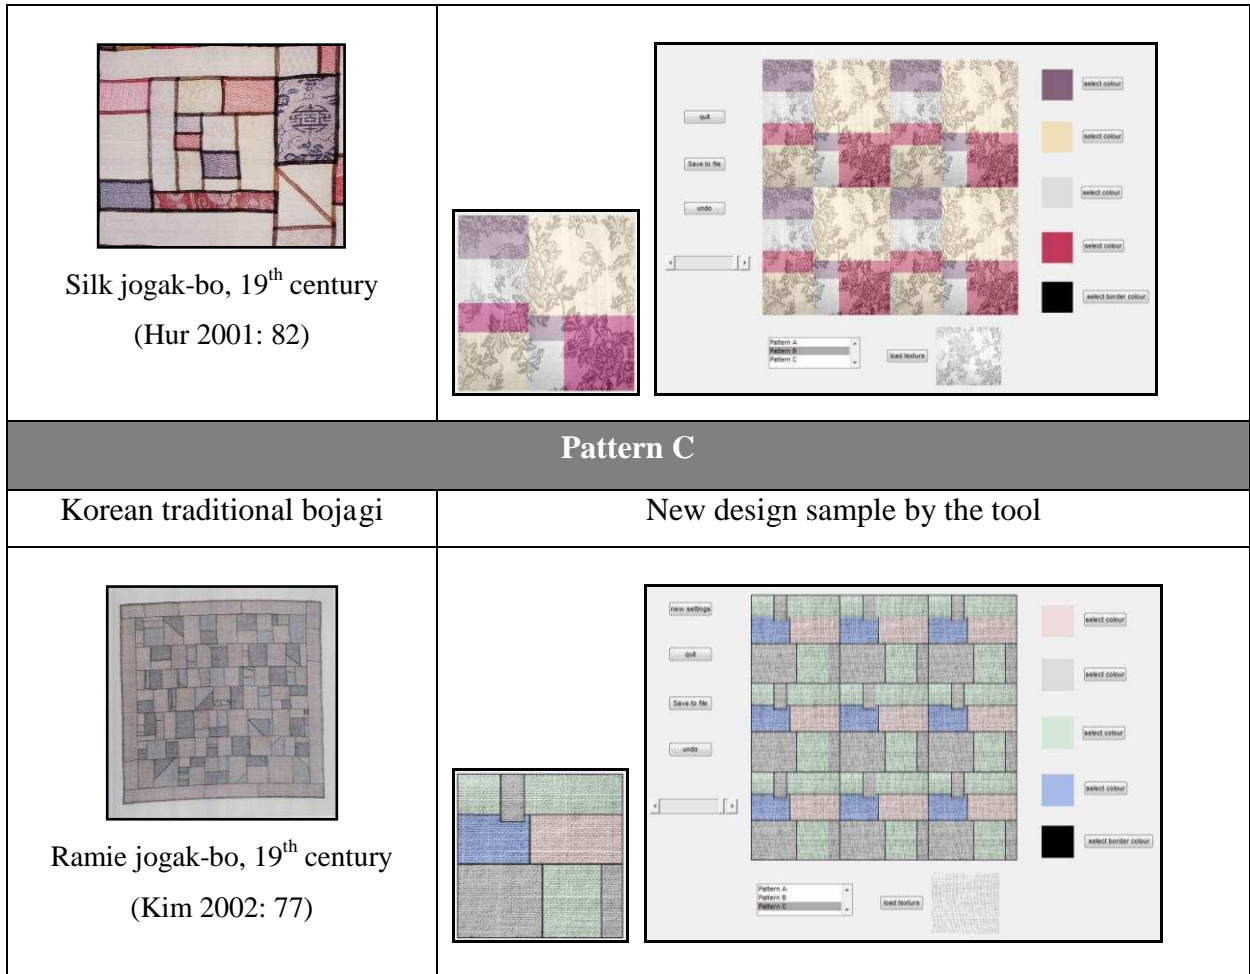 select colour
quit
select colour
Save to file
select colour
undo
select colour
select border colour
Pattern A
Pattern B
Pattern C
load texture
Silk jogak-bo, 19th century
(Hur 2001: 82)
Pattern C
Korean traditional bojagi
New design sample by the tool
new settings
select colour
quit
select colour
Save to file
select colour
undo
select colour
select border colour
Pattern A
Pattern B
Pattern C
load texture
Ramie jogak-bo, 19th century
(Kim 2002: 77)